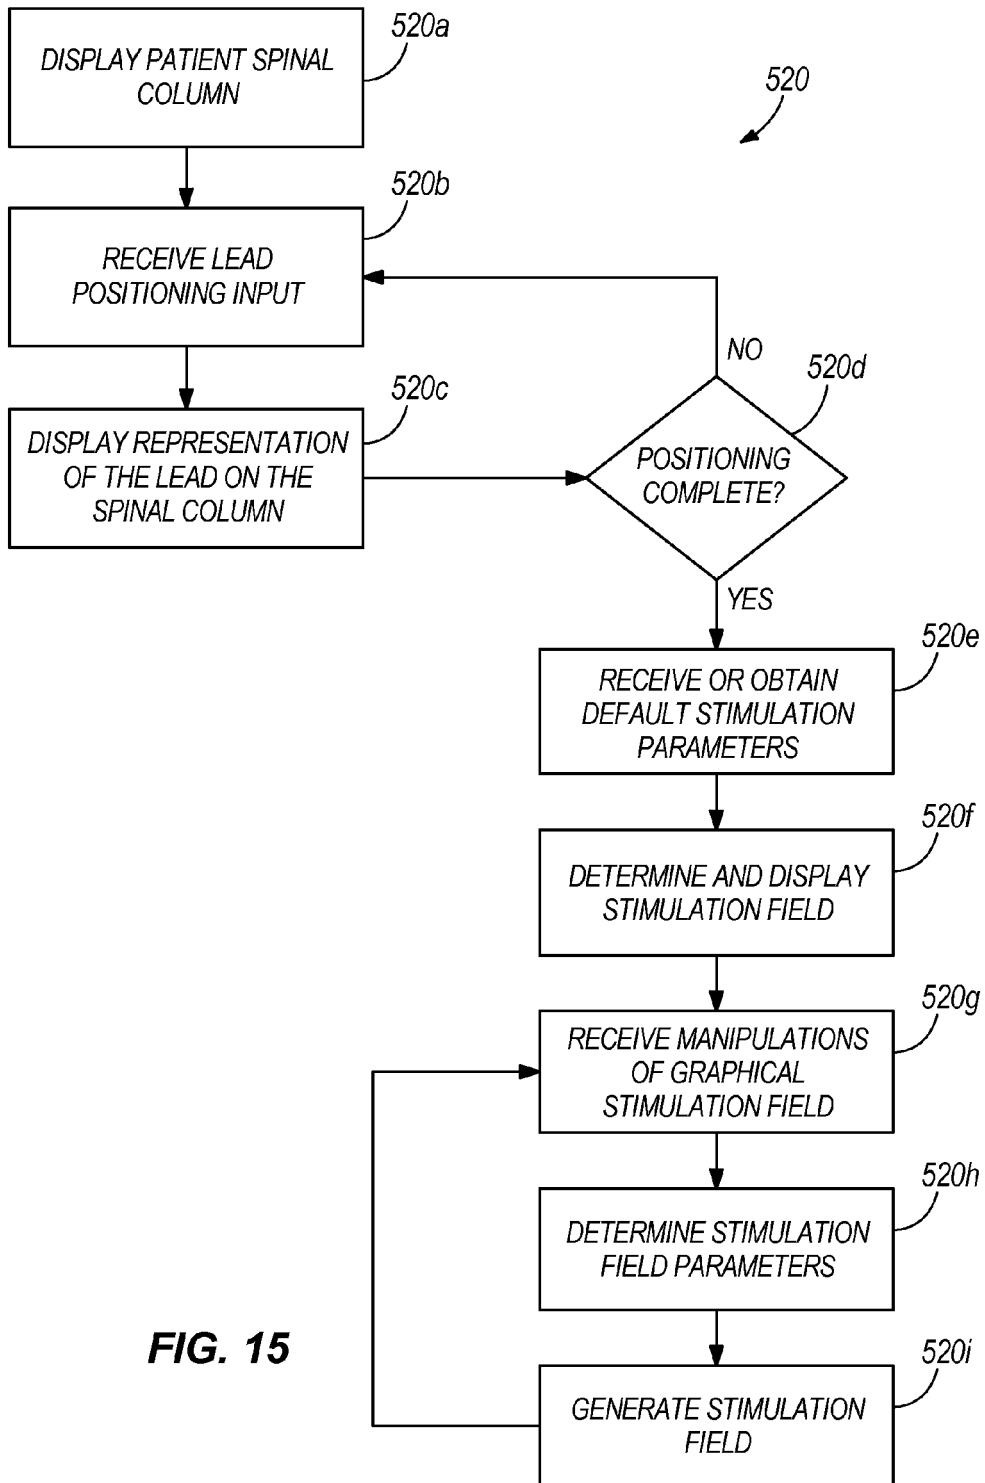 520a
DISPLAY PATIENT SPINAL
COLUMN
520
520b
RECEIVE LEAD
POSITIONING INPUT
NO
520d
520c
DISPLAY REPRESENTATION
OF THE LEAD ON THE
SPINAL COLUMN
POSITIONING
COMPLETE?
YES
520e
RECEIVE OR OBTAIN
DEFAULT STIMULATION
PARAMETERS
520f
DETERMINE AND DISPLAY
STIMULATION FIELD
520g
RECEIVE MANIPULATIONS
OF GRAPHICAL
STIMULATION FIELD
520h
DETERMINE STIMULATION
FIELD PARAMETERS
520i
GENERATE STIMULATION
FIELD
FIG. 15